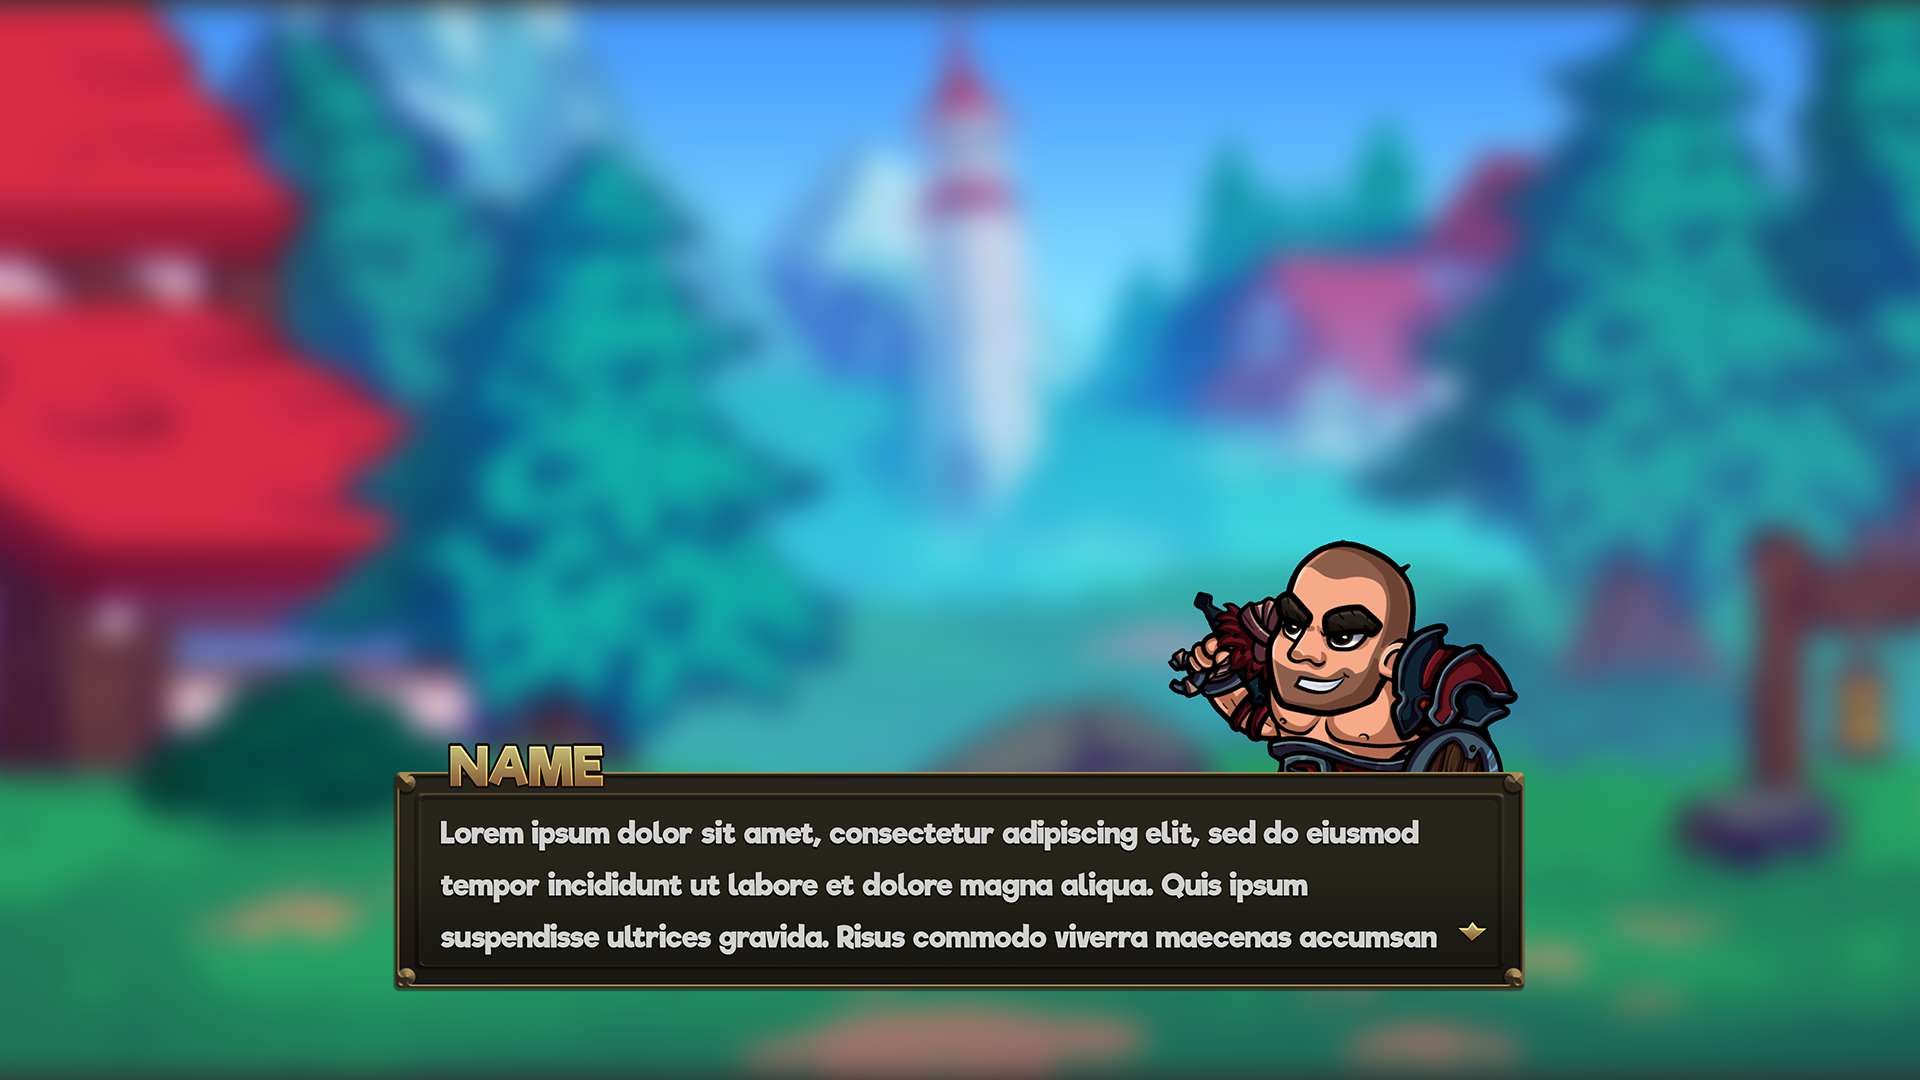 NAME
Lorem ipsum dolor sit amet, consectetur adipiscing elit, sed do eiusmod
tempor incididunt ut labore et dolore magna aliqua. Quis ipsum
suspendisse ultrices gravida. Risus commodo viverra maecenas accumsan